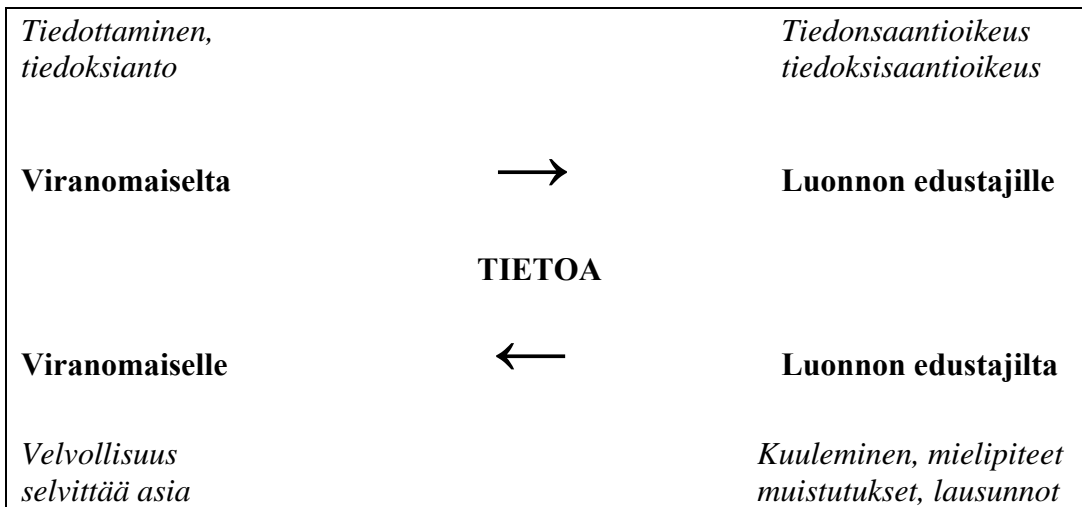 Tiedottaminen, Tiedonsaantioikeus
tiedoksianto tiedoksisaantioikeus
Viranomaiselta → Luonnon edustajille
TIETOA
Viranomaiselle ← Luonnon edustajilta
Velvollisuus Kuuleminen, mielipiteet
selvittää asia muistutukset, lausunnot